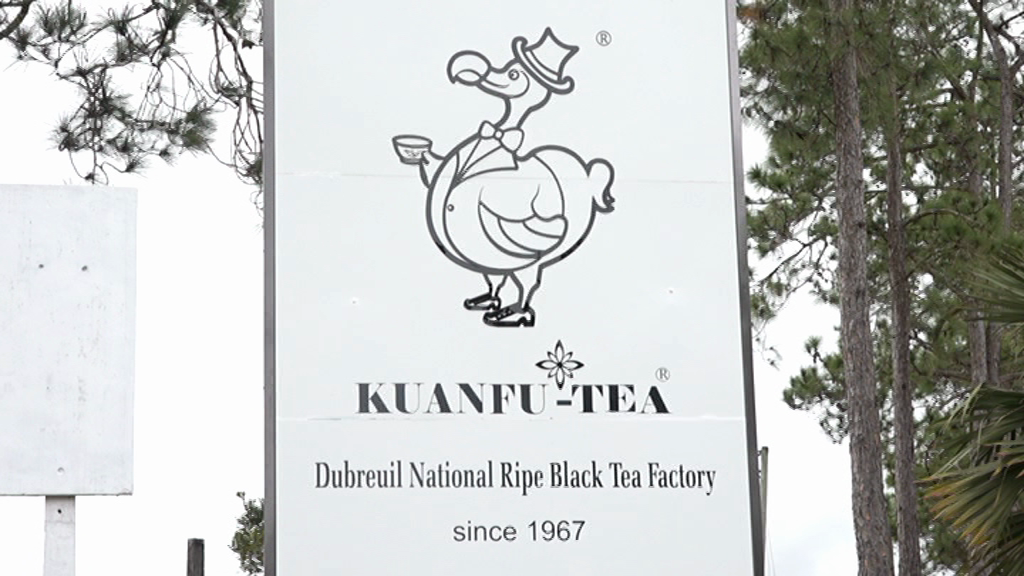 ®
KUANFU-TEA®
Dubreuil National Ripe Black Tea Factory
since 1967